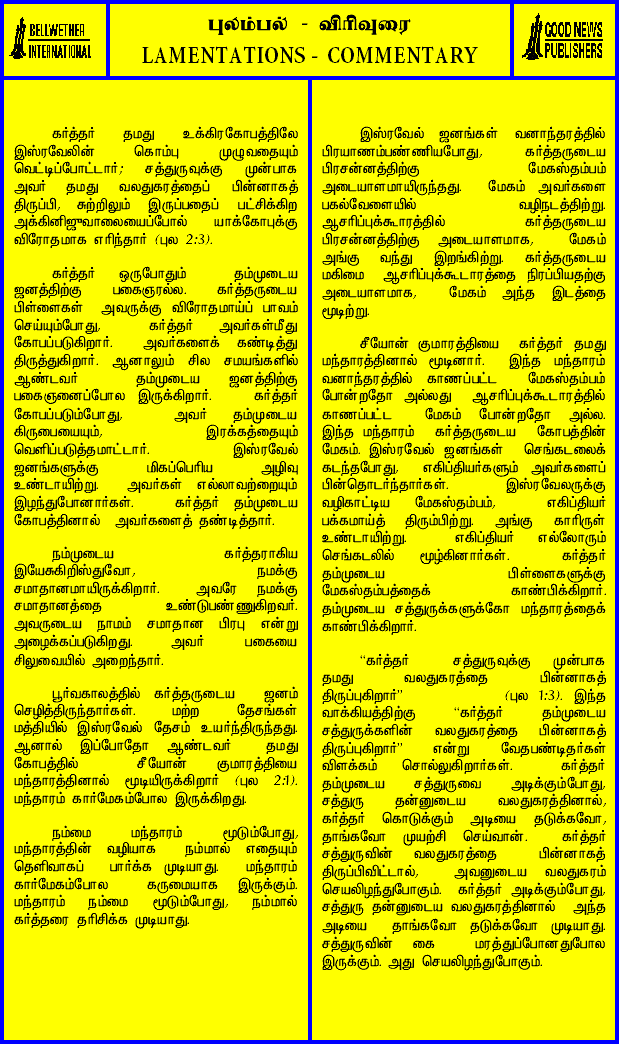 BELLWETHER
INTERNATIONAL
புலம்பல் - விரிவுரை
LAMENTATIONS - COMMENTARY
GOOD NEWS
PUBLISHERS
கர்த்தர் தமது உக்கிரகோபத்திலே
இஸ்ரவேலின் கொம்பு முழுவதையும்
வெட்டிப்போட்டார்; சத்துருவுக்கு முன்பாக
அவர் தமது வலதுகரத்தைப் பின்னாகத்
திருப்பி, சுற்றிலும் இருப்பதைப் பட்சிக்கிற
அக்கினிஜுவாலையைப்போல் யாக்கோபுக்கு
விரோதமாக எரிந்தார் (புல 2:3).
கர்த்தர் ஒருபோதும் தம்முடைய
ஜனத்திற்கு பகைஞரல்ல. கர்த்தருடைய
பிள்ளைகள் அவருக்கு விரோதமாய்ப் பாவம்
செய்யும்போது, கர்த்தர் அவர்கள்மீது
கோபப்படுகிறார். அவர்களைக் கண்டித்து
திருத்துகிறார். ஆனாலும் சில சமயங்களில்
ஆண்டவர் தம்முடைய ஜனத்திற்கு
பகைஞனைப்போல இருக்கிறார். கர்த்தர்
கோபப்படும்போது, அவர் தம்முடைய
கிருபையையும், இரக்கத்தையும்
வெளிப்படுத்தமாட்டார். இஸ்ரவேல்
ஜனங்களுக்கு மிகப்பெரிய அழிவு
உண்டாயிற்று. அவர்கள் எல்லாவற்றையும்
இழந்துபோனார்கள். கர்த்தர் தம்முடைய
கோபத்தினால் அவர்களைத் தண்டித்தார்.
நம்முடைய கர்த்தராகிய
இயேசுகிறிஸ்துவோ, நமக்கு
சமாதானமாயிருக்கிறார். அவரே நமக்கு
சமாதானத்தை உண்டுபண்ணுகிறவர்.
அவருடைய நாமம் சமாதான பிரபு என்று
அழைக்கப்படுகிறது. அவர் பகையை
சிலுவையில் அறைந்தார்.
பூர்வகாலத்தில் கர்த்தருடைய ஜனம்
செழித்திருந்தார்கள். மற்ற தேசங்கள்
மத்தியில் இஸ்ரவேல் தேசம் உயர்ந்திருந்தது.
ஆனால் இப்போதோ ஆண்டவர் தமது
கோபத்தில் சீயோன் குமாரத்தியை
மந்தாரத்தினால் மூடியிருக்கிறார் (புல 2:1).
மந்தாரம் கார்மேகம்போல இருக்கிறது.
நம்மை மந்தாரம் மூடும்போது,
மந்தாரத்தின் வழியாக நம்மால் எதையும்
தெளிவாகப் பார்க்க முடியாது. மந்தாரம்
கார்மேகம்போல கருமையாக இருக்கும்.
மந்தாரம் நம்மை மூடும்போது, நம்மால்
கர்த்தரை தரிசிக்க முடியாது.
இஸ்ரவேல் ஜனங்கள் வனாந்தரத்தில்
பிரயாணம்பண்ணியபோது, கர்த்தருடைய
பிரசன்னத்திற்கு மேகஸ்தம்பம்
அடையாளமாயிருந்தது. மேகம் அவர்களை
பகல்வேளையில் வழிநடத்திற்று.
ஆசரிப்புக்கூாரத்தில் கர்த்தருடைய
பிரசன்னத்திற்கு அடையாளமாக, மேகம்
அங்கு வந்து இறங்கிற்று. கர்த்தருடைய
மகிமை ஆசரிப்புக்கூடாரத்தை நிரப்பியதற்கு
அடையாளமாக, மேகம் அந்த இடத்தை
மூடிற்று.
சீயோன் குமாரத்தியை கர்த்தர் தமது
மந்தாரத்தினால் மூடினார். இந்த மந்தாரம்
வனாந்தரத்தில் காணப்பட்ட மேகஸ்தம்பம்
போன்றதோ அல்லது ஆசரிப்புக்கூடாரத்தில்
காணப்பட்ட மேகம் போன்றதோ அல்ல.
இந்த மந்தாரம் கர்த்தருடைய கோபத்தின்
மேகம். இஸ்ரவேல் ஜனங்கள் செங்கடலைக்
கடந்தபோது, எகிப்தியர்களும் அவர்களைப்
பின்தொடர்ந்தார்கள். இஸ்ரவேலருக்கு
வழிகாட்டிய மேகஸ்தம்பம், எகிப்தியர்
பக்கமாய்த் திரும்பிற்று. அங்கு காரிருள்
உண்டாயிற்று. எகிப்தியர் எல்லோரும்
செங்கடலில் மூழ்கினார்கள். கர்த்தர்
தம்முடைய பிள்ளைகளுக்கு
மேகஸ்தம்பத்தைக் காண்பிக்கிறார்.
தம்முடைய சத்துருக்களுக்கோ மந்தாரத்தைக்
காண்பிக்கிறார்.
“கர்த்தர் சத்துருவுக்கு முன்பாக
தமது வலதுகரத்தை பின்னாகத்
திருப்புகிறார்” (புல 1:3). இந்த
வாக்கியத்திற்கு “கர்த்தர் தம்முடைய
சத்துருக்களின் வலதுகரத்தை பின்னாகத்
திருப்புகிறார்” என்று வேதபண்டிதர்கள்
விளக்கம் சொல்லுகிறார்கள். கர்த்தர்
தம்முடைய சத்துருவை அடிக்கும்போது,
சத்துரு தன்னுடைய வலதுகரத்தினால்,
கர்த்தர் கொடுக்கும் அடியை தடுக்கவோ,
தாங்கவோ முயற்சி செய்வான். கர்த்தர்
சத்துருவின் வலதுகரத்தை பின்னாகத்
திருப்பிவிட்டால், அவனுடைய வலதுகரம்
செயலிழந்துபோகும். கர்த்தர் அடிக்கும்போது,
சத்துரு தன்னுடைய வலதுகரத்தினால் அந்த
அடியை தாங்கவோ தடுக்கவோ முடியாது.
சத்துருவின் கை மரத்துப்போனதுபோல
இருக்கும். அது செயலிழந்துபோகும்.